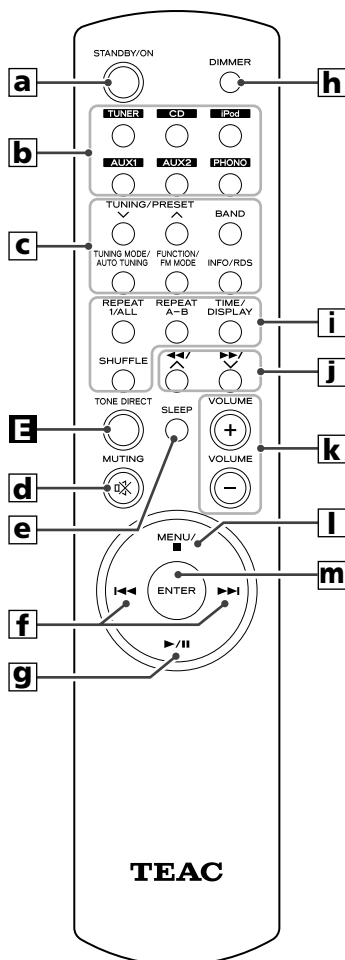 STANDBY/ON
DIMMER
a
h
TUNER CD iPod
b
AUX1 AUX2 PHONO
TUNING/PRESET
BAND
c
TUNING MODE/
AUTO TUNING
FUNCTION/
FM MODE
INFO/RDS
REPEAT
1/ALL
REPEAT
A–B
TIME/
DISPLAY
i
SHUFFLE
◀◀/
▶▶/
j
TONE DIRECT
SLEEP
VOLUME
E
+
k
MUTING
VOLUME
d
–
e
MENU/
■
l
m
ENTER
f
▶/❚❚
g
TEAC